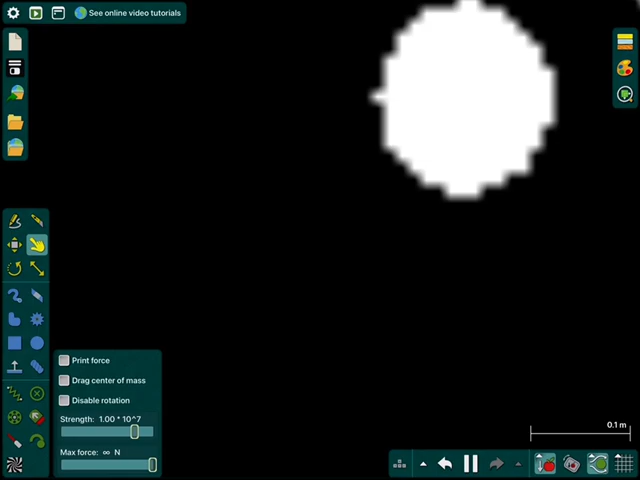 See online video tutorials
Print force
Drag center of mass
Disable rotation
Strength: 1.00 * 10^7
Max force: ∞ N
0.1 m